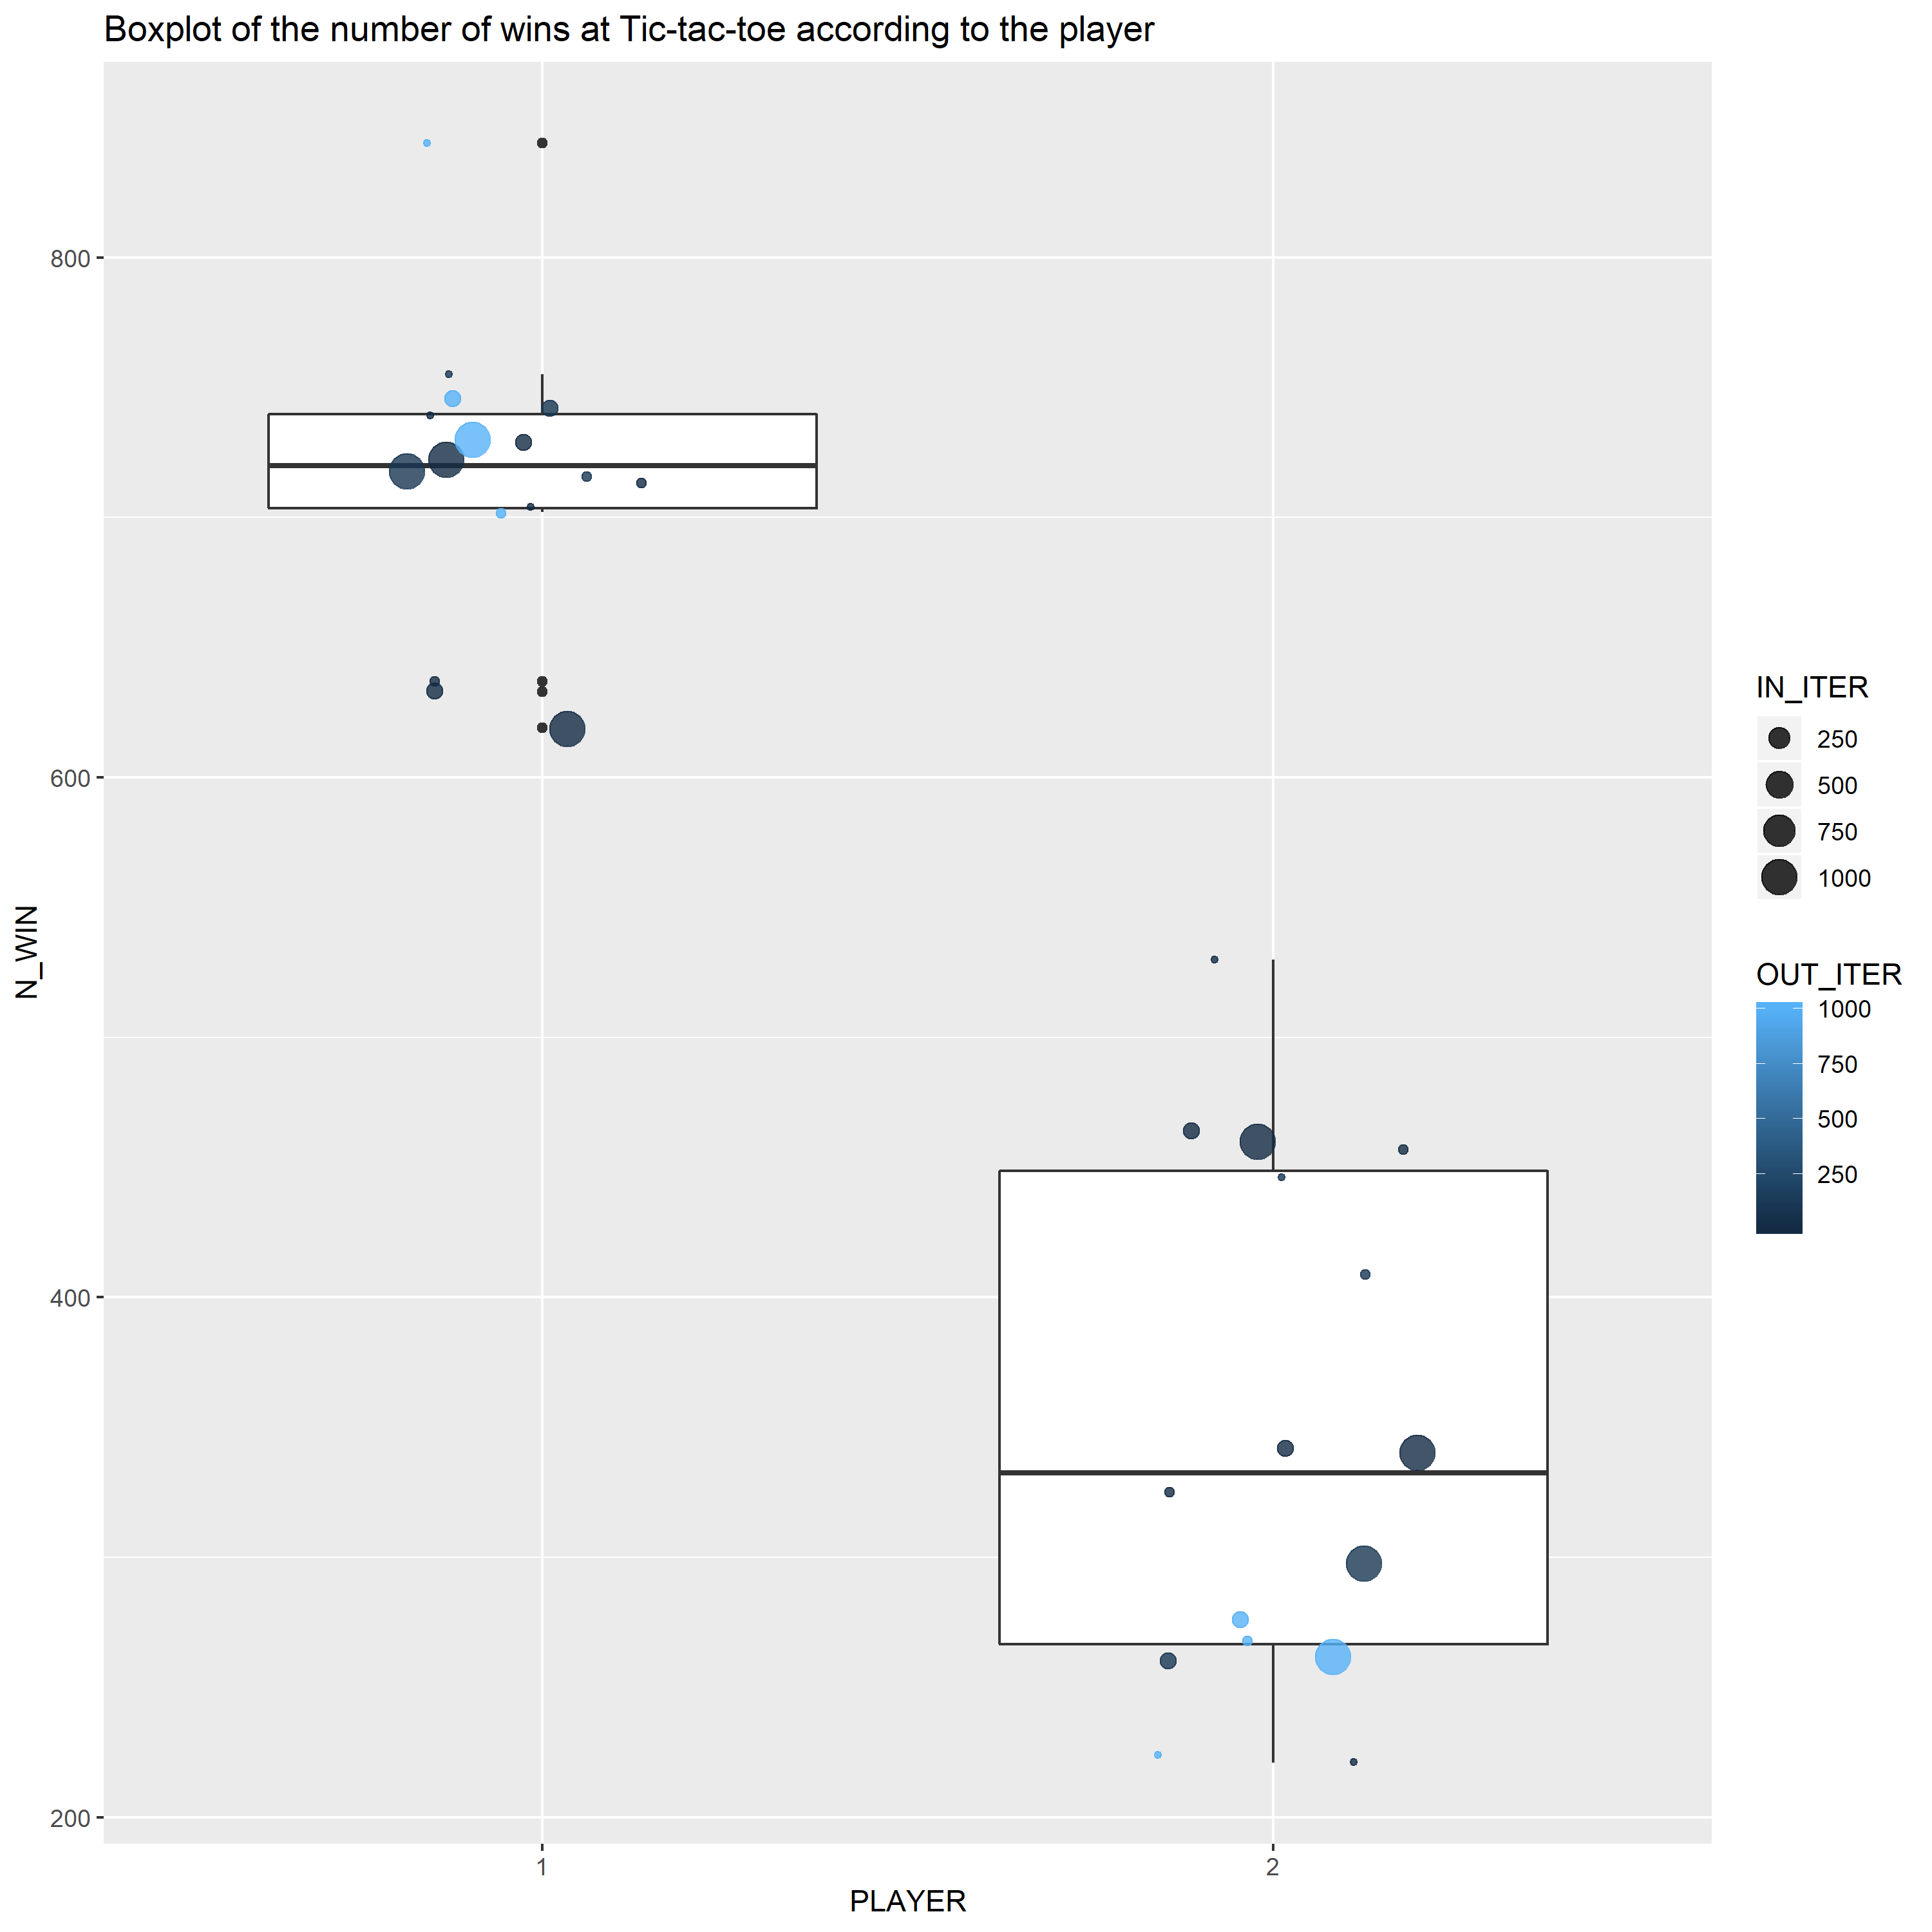 Boxplot of the number of wins at Tic-tac-toe according to the player
800
600
400
200
N_WIN
1
2
PLAYER
IN_ITER
250
500
750
1000
OUT_ITER
1000
750
500
250